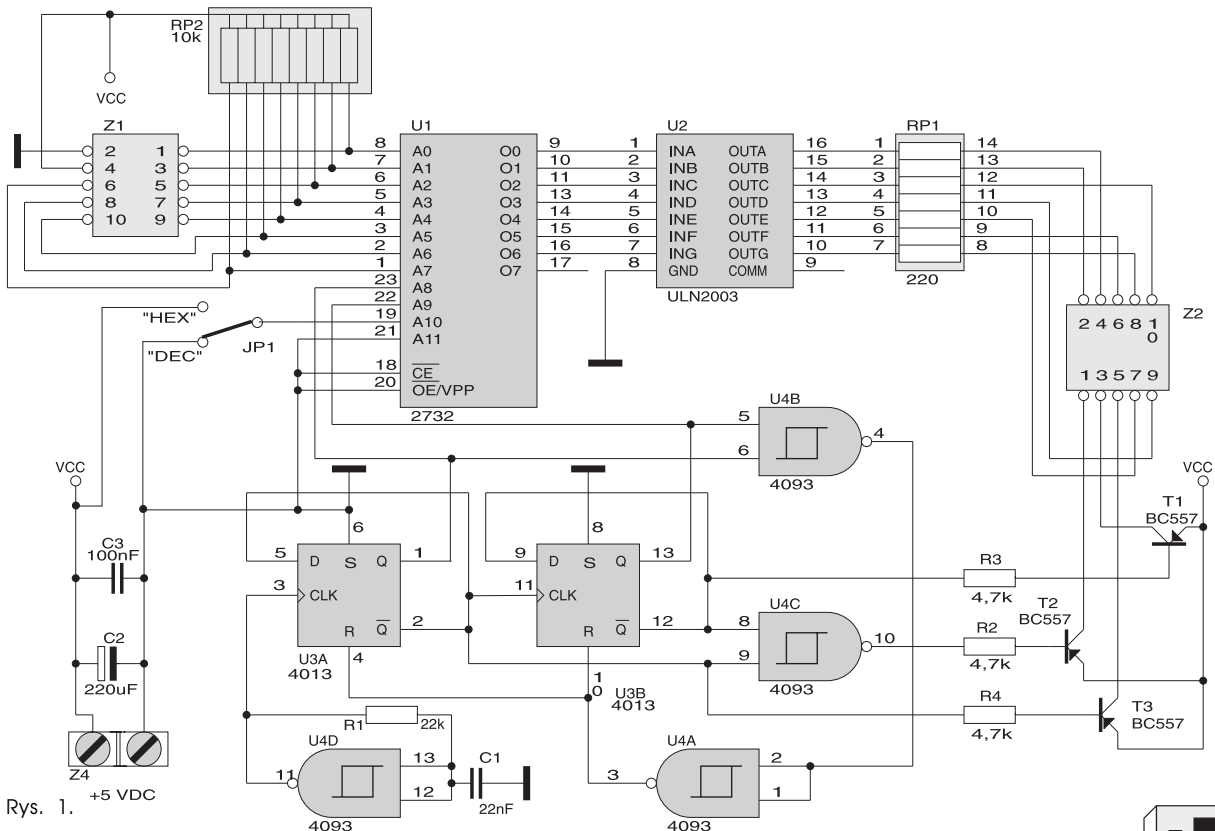 RP2
10k
VCC
Z1
2 1
4 3
6 5
8 7
10 9
U1
8 A0 O0 9
7 A1 O1 10
6 A2 O2 11
5 A3 O3 13
4 A4 O4 14
3 A5 O5 15
2 A6 O6 16
1 A7 O7 17
23 A8
22 A9
19 A10
21 A11
18 CE
20 OE/VPP
2732
U2
1 INA OUTA 16
2 INB OUTB 15
3 INC OUTC 14
4 IND OUTD 13
5 INE OUTE 12
6 INF OUTF 11
7 ING OUTG 10
8 GND COMM 9
ULN2003
RP1
1 14
2 13
3 12
4 11
5 10
6 9
7 8
220
"HEX"
"DEC"
JP1
Z2
2 4 6 8 10
1 3 5 7 9
U4B
5
6
4
4093
VCC
C3
100nF
C2
220uF
Z4
+5 VDC
6
5 D S Q 1
3 CLK
R Q 2
4
U3A
4013
8
9 D S Q 13
11 CLK
R Q 12
10
U3B
4013
U4C
8
9
10
4093
R3
4,7k
R2
4,7k
R4
4,7k
VCC
T1
BC557
T2
BC557
T3
BC557
R1 22k
U4D
11
13
12
4093
C1
22nF
U4A
3
2
1
4093
Rys. 1.